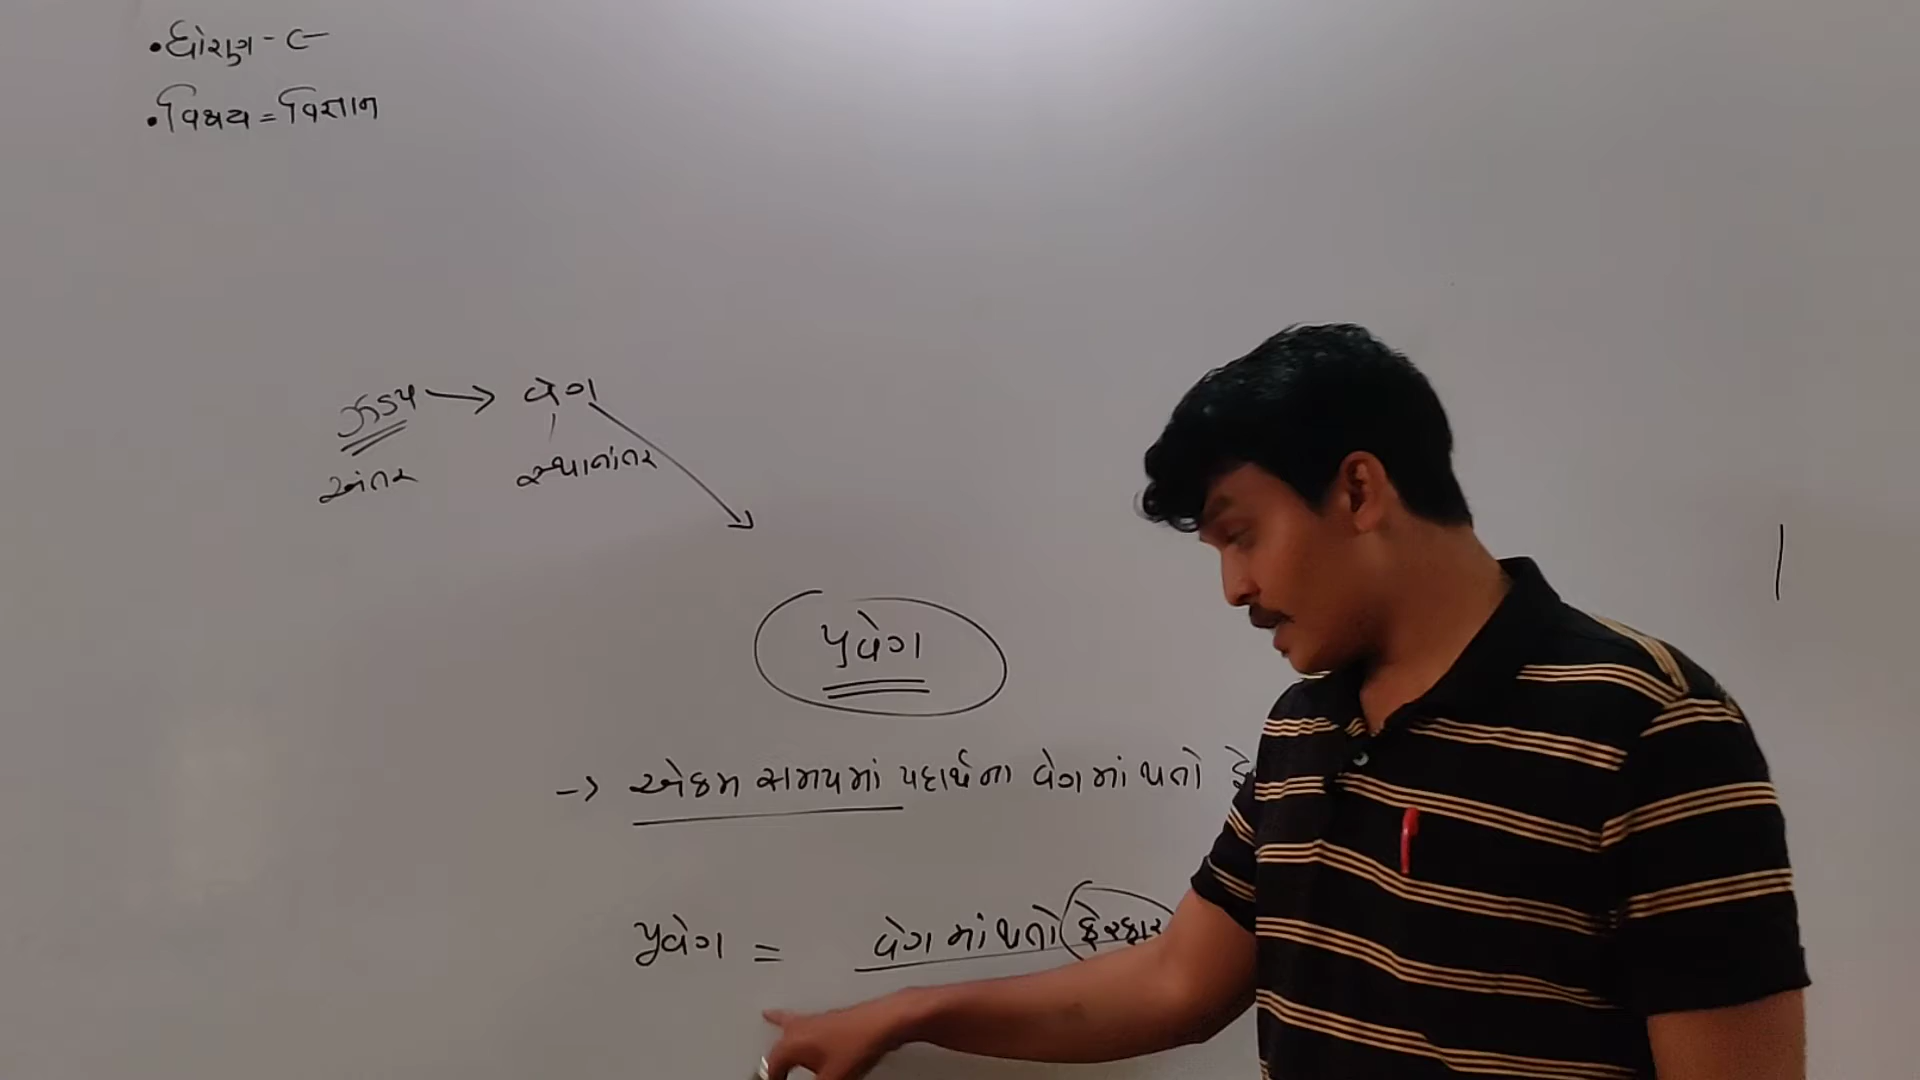 •ધોરણ - ૯
•વિષય = વિજ્ઞાન
ઝડપ → વેગ
અંતર સ્થાનાંતર
પ્રવેગ
→ એકમ સમયમાં પદાર્થના વેગમાં થતો
પ્રવેગ = વેગમાં થતો ફેરફાર